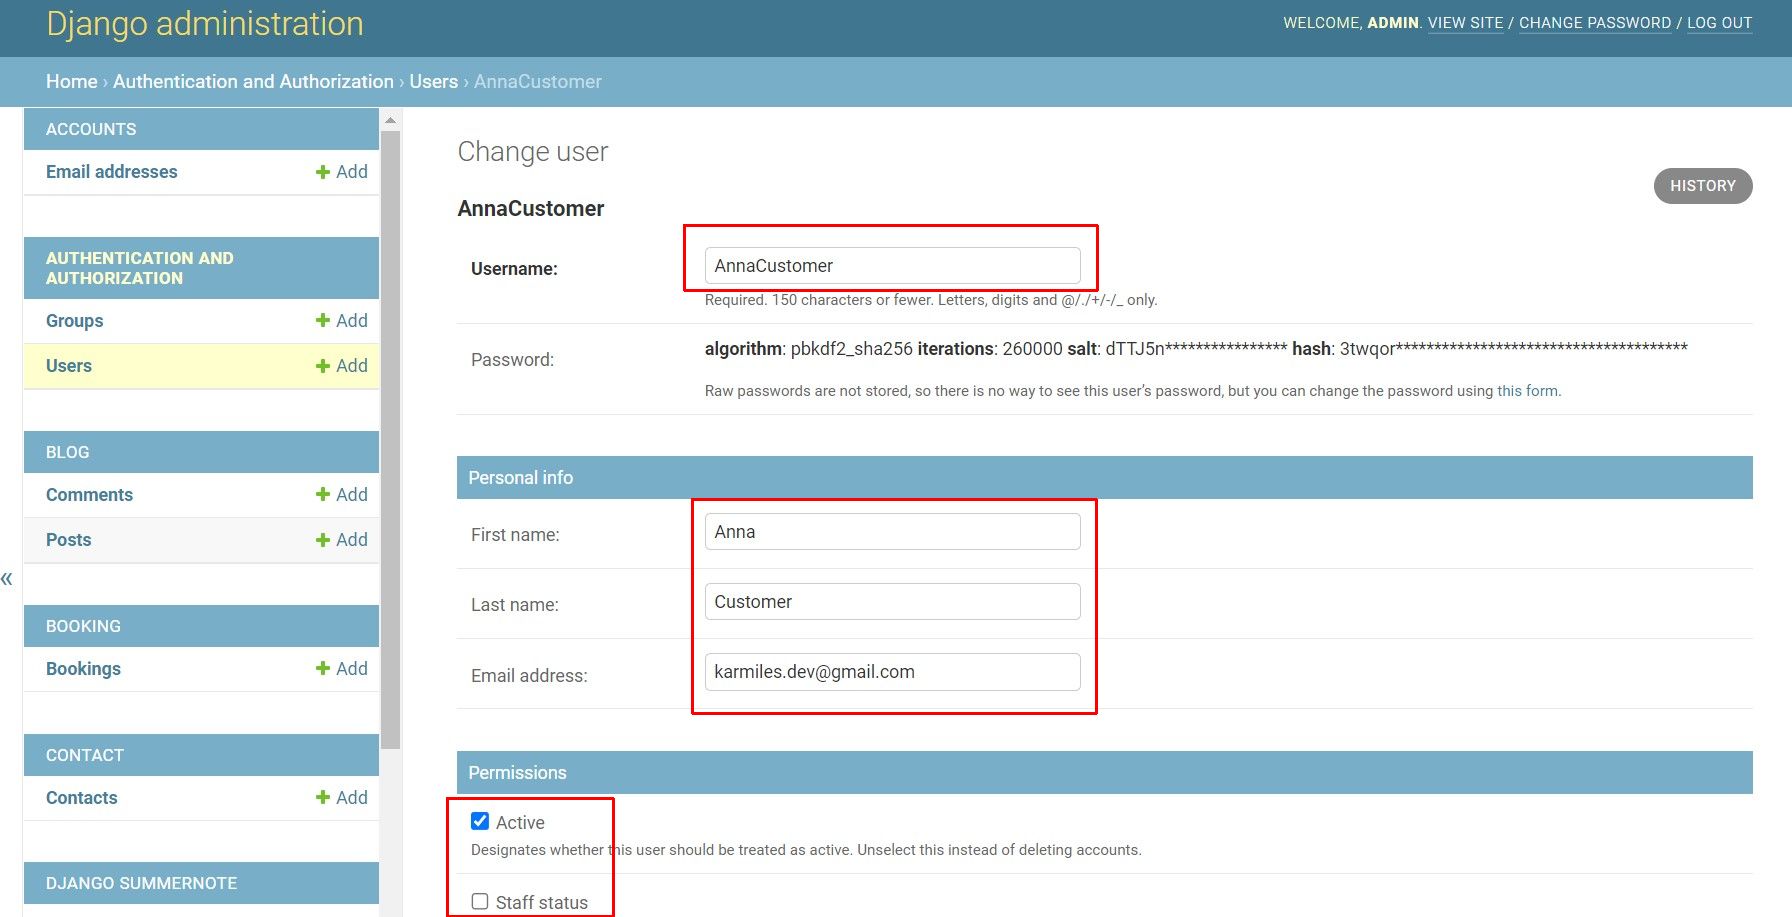 Django administration
WELCOME, ADMIN. VIEW SITE / CHANGE PASSWORD / LOG OUT
Home › Authentication and Authorization › Users › AnnaCustomer
ACCOUNTS
Email addresses + Add
AUTHENTICATION AND
AUTHORIZATION
Groups + Add
Users + Add
BLOG
Comments + Add
Posts + Add
«
BOOKING
Bookings + Add
CONTACT
Contacts + Add
DJANGO SUMMERNOTE
Change user
HISTORY
AnnaCustomer
Username: AnnaCustomer
Required. 150 characters or fewer. Letters, digits and @/./+/-/_ only.
Password: algorithm: pbkdf2_sha256 iterations: 260000 salt: dTTJ5n**************** hash: 3twqor**************************************
Raw passwords are not stored, so there is no way to see this user’s password, but you can change the password using this form.
Personal info
First name: Anna
Last name: Customer
Email address: karmiles.dev@gmail.com
Permissions
Active
Designates whether this user should be treated as active. Unselect this instead of deleting accounts.
Staff status